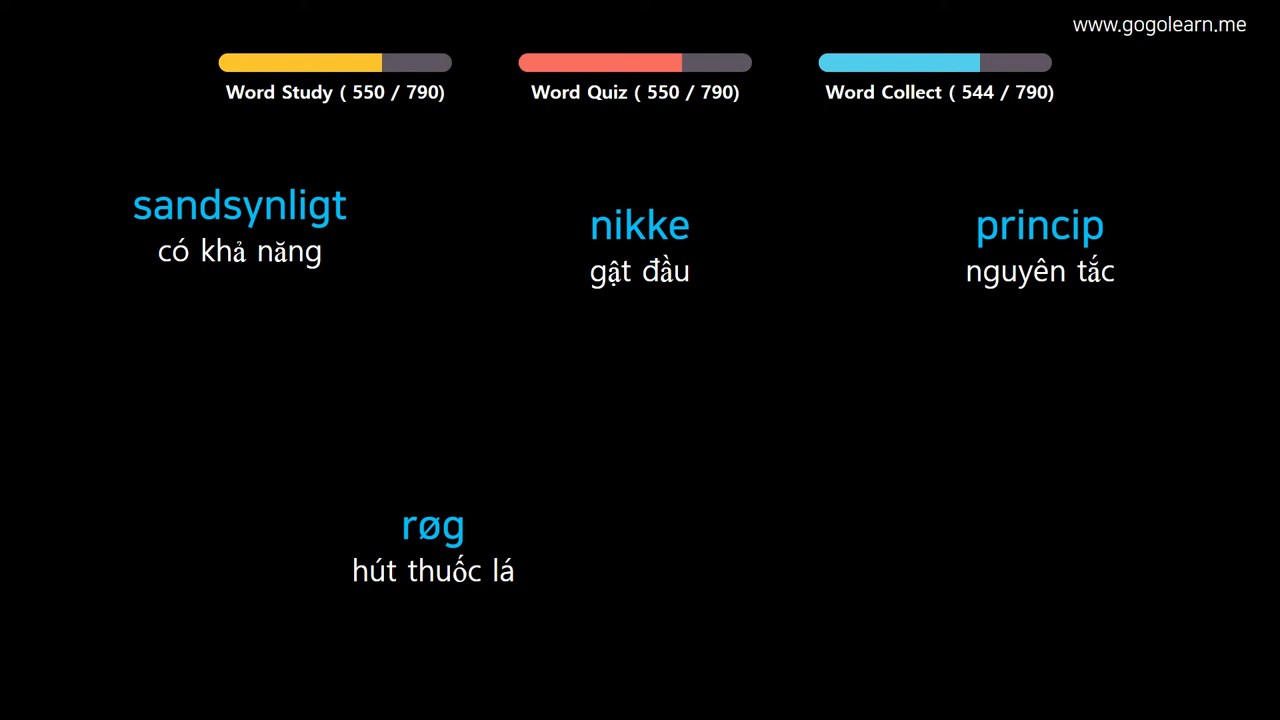 www.gogolearn.me
Word Study ( 550 / 790)
Word Quiz ( 550 / 790)
Word Collect ( 544 / 790)
sandsynligt
có khả năng
nikke
gật đầu
princip
nguyên tắc
røg
hút thuốc lá